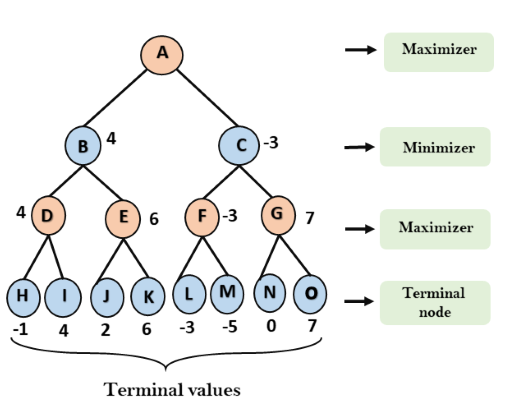 A
Maximizer
B
4
C
-3
Minimizer
4
D
E
6
F
-3
G
7
Maximizer
H
I
J
K
L
M
N
O
Terminal
node
-1
4
2
6
-3
-5
0
7
Terminal values